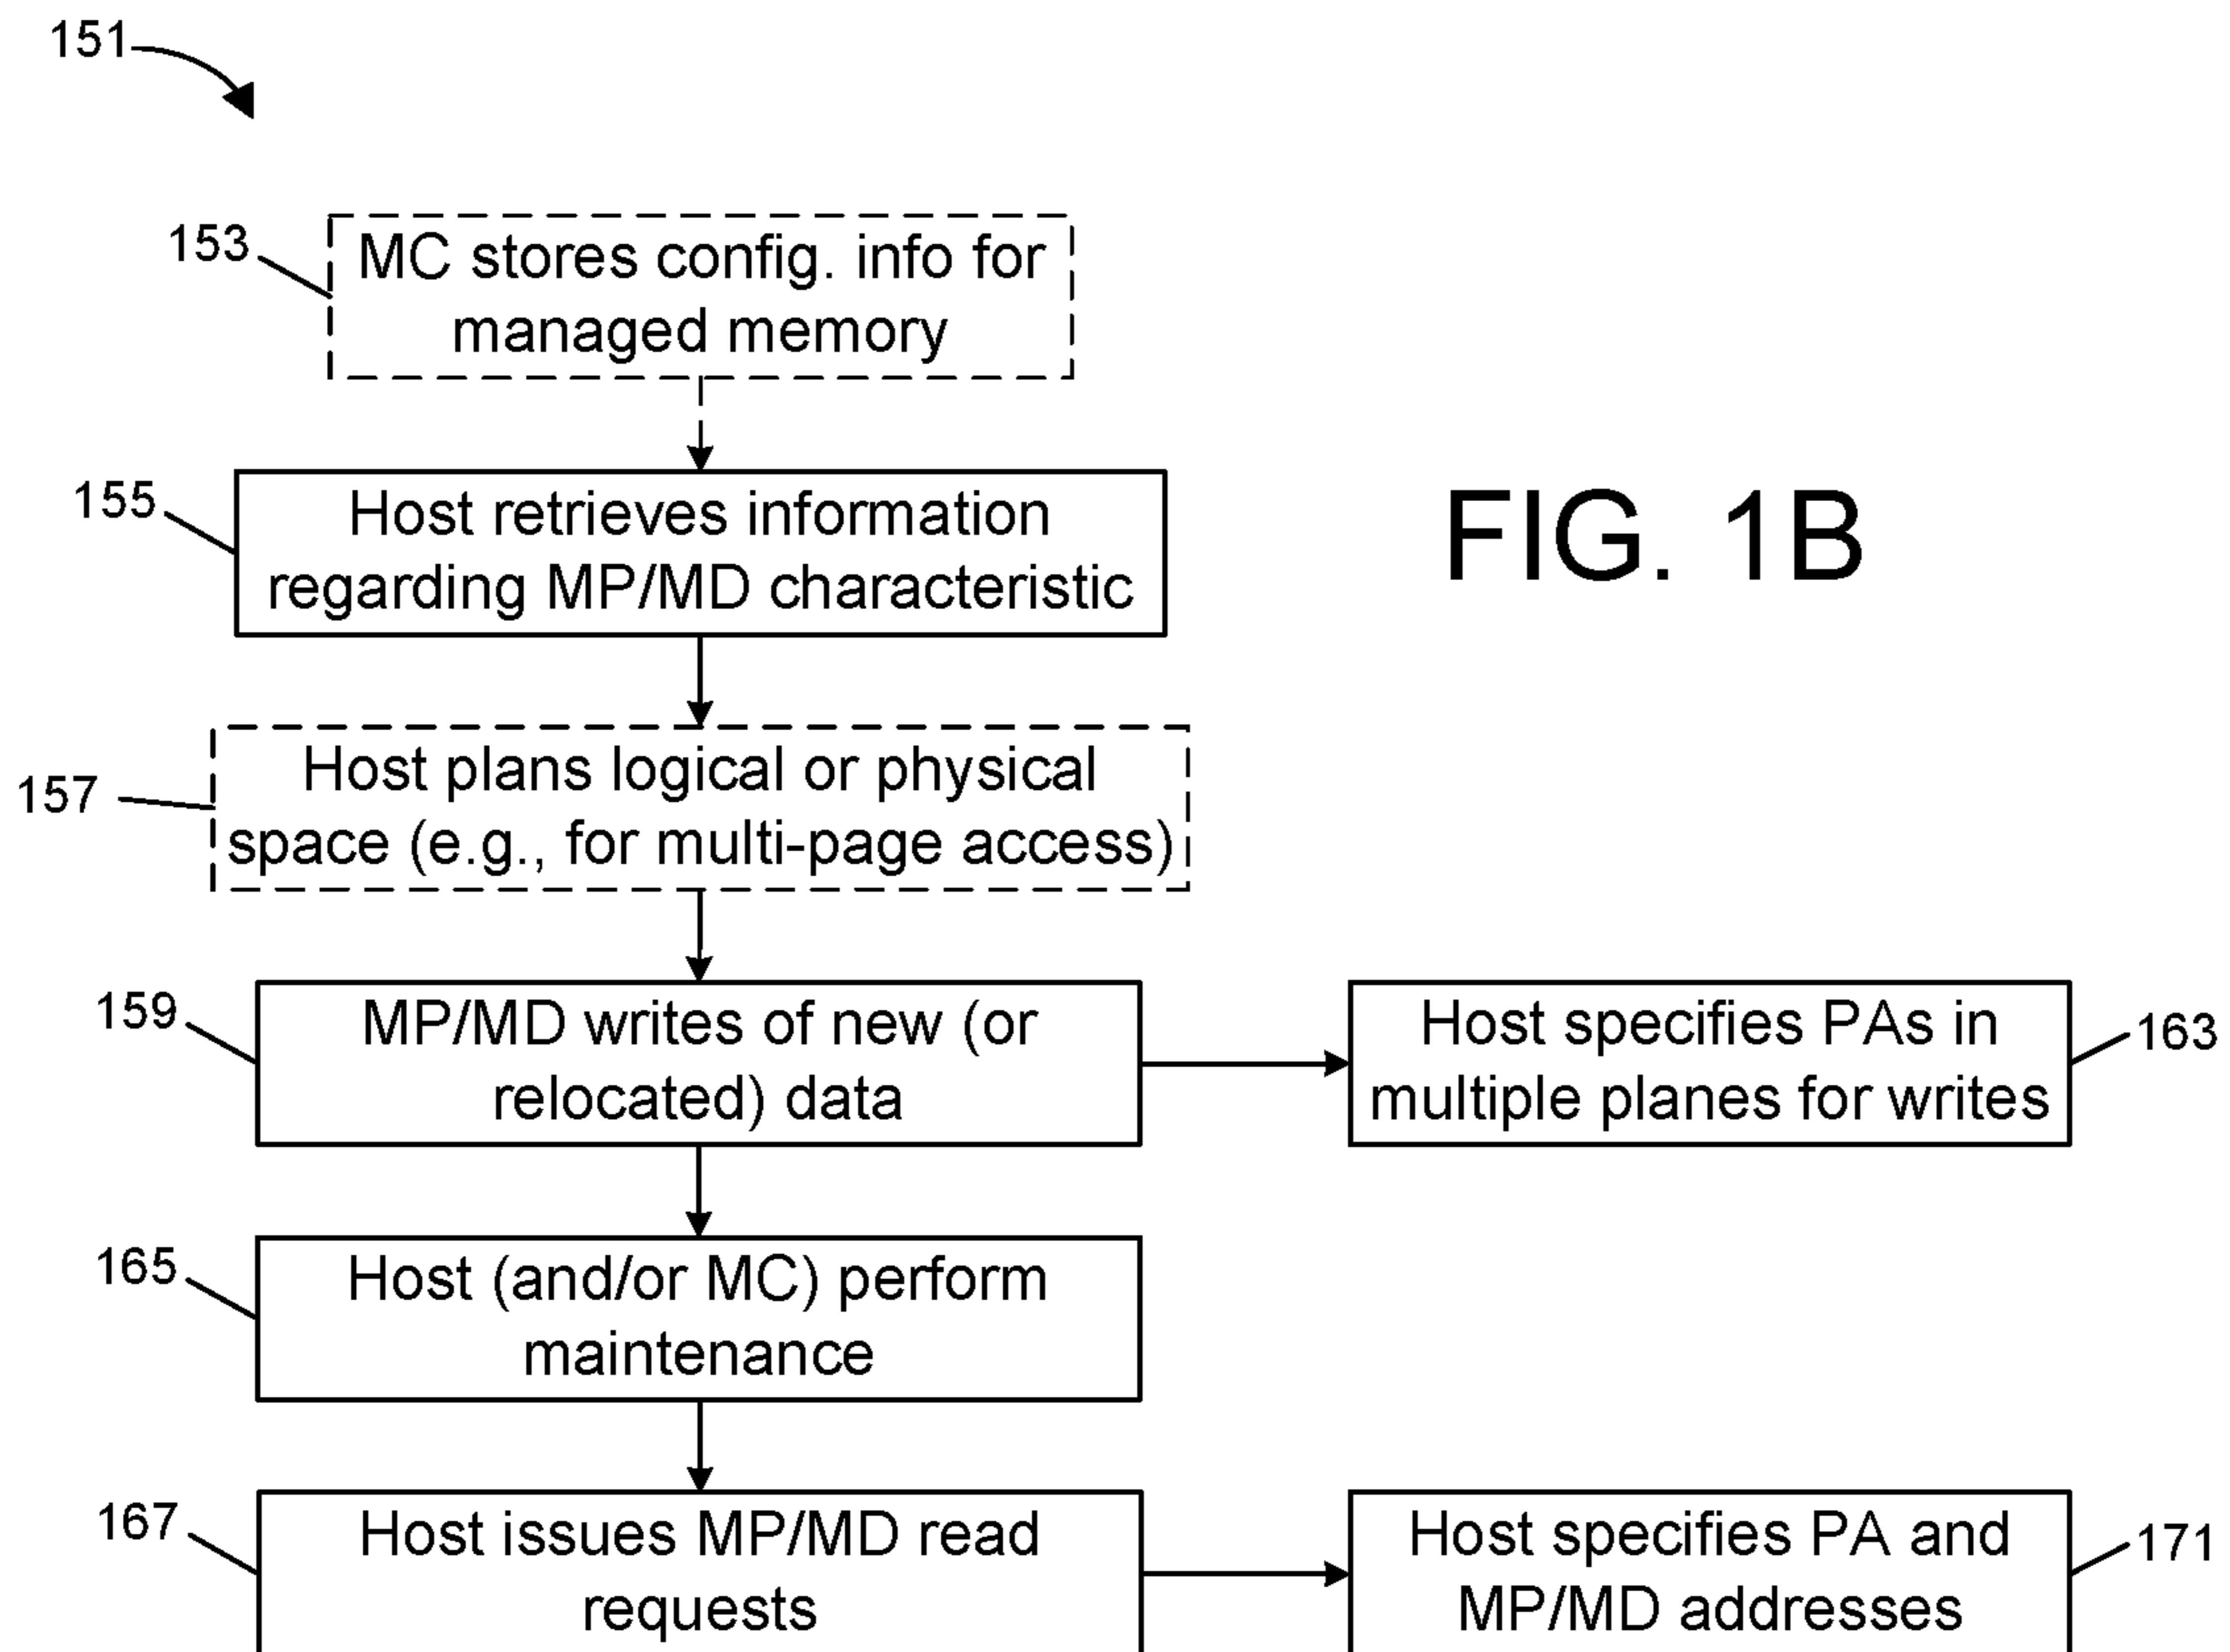 151
153
MC stores config. info for
managed memory
155
Host retrieves information
regarding MP/MD characteristic
FIG. 1B
157
Host plans logical or physical
space (e.g., for multi-page access)
159
MP/MD writes of new (or
relocated) data
Host specifies PAs in
multiple planes for writes
163
165
Host (and/or MC) perform
maintenance
167
Host issues MP/MD read
requests
Host specifies PA and
MP/MD addresses
171